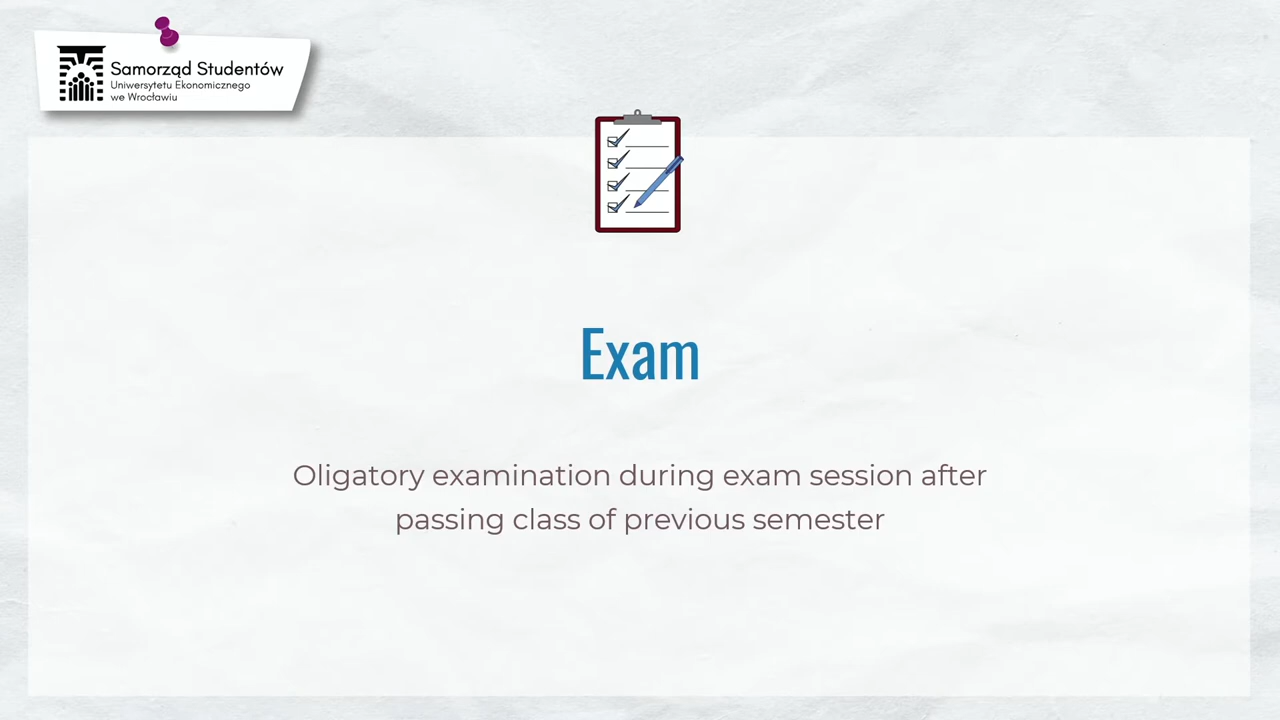 Samorząd Studentów
Uniwersytetu Ekonomicznego
we Wrocławiu
Exam
Oligatory examination during exam session after
passing class of previous semester